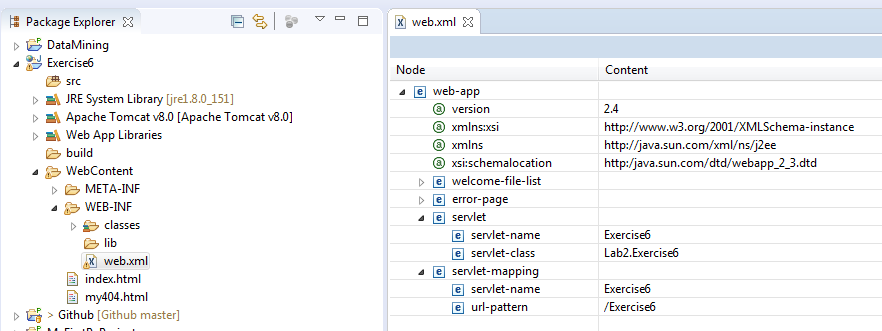 Package Explorer
DataMining
Exercise6
src
JRE System Library [jre1.8.0_151]
Apache Tomcat v8.0 [Apache Tomcat v8.0]
Web App Libraries
build
WebContent
META-INF
WEB-INF
classes
lib
web.xml
index.html
my404.html
> Github [Github master]
web.xml
Node Content
web-app
version 2.4
xmlns:xsi http://www.w3.org/2001/XMLSchema-instance
xmlns http://java.sun.com/xml/ns/j2ee
xsi:schemalocation http:/java.sun.com/dtd/webapp_2_3.dtd
welcome-file-list
error-page
servlet
servlet-name Exercise6
servlet-class Lab2.Exercise6
servlet-mapping
servlet-name Exercise6
url-pattern /Exercise6